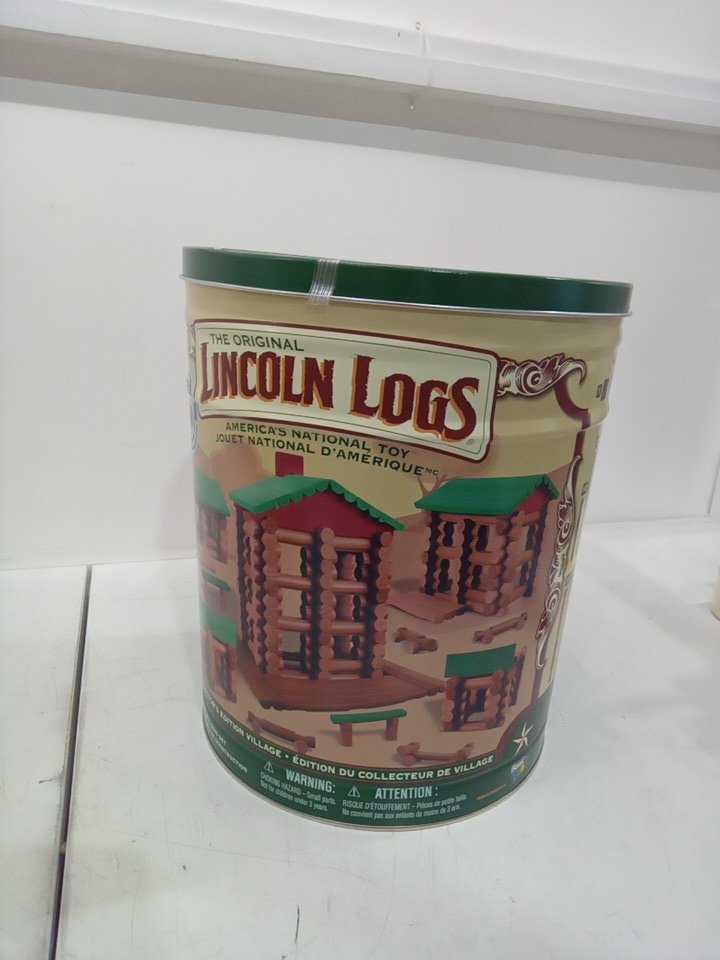 THE ORIGINAL
LINCOLN LOGS
AMERICA'S NATIONAL TOY
JOUET NATIONAL D'AMÉRIQUE MC
EDITION VILLAGE • ÉDITION DU COLLECTEUR DE VILLAGE
WARNING:
CHOKING HAZARD – Small parts.
Not for children under 3 years.
ATTENTION :
RISQUE D'ÉTOUFFEMENT – Pièces de petite taille.
Ne convient pas aux enfants de moins de 3 ans.